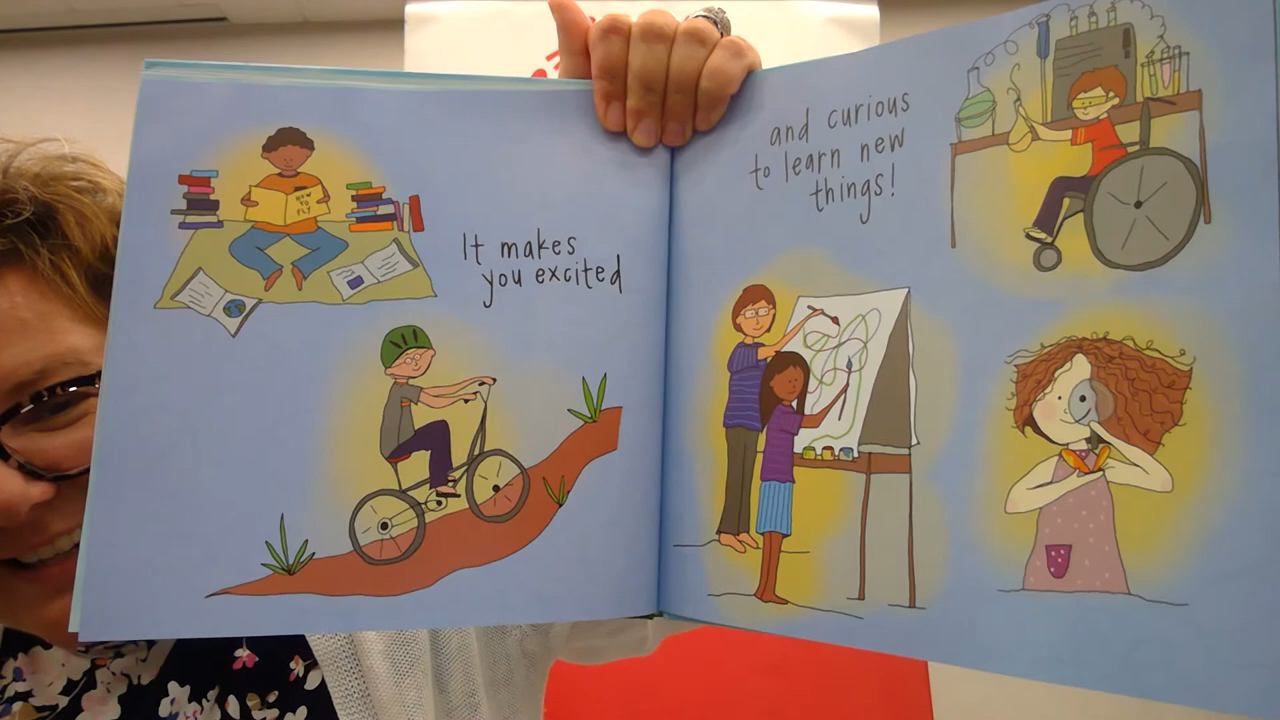 HOW
TO
FLY
It makes
you excited
and curious
to learn new
things!